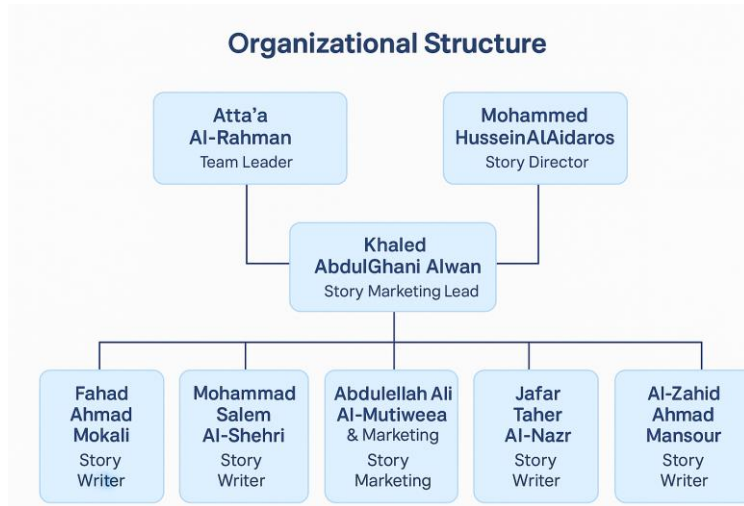 Organizational Structure
Atta'a
Al-Rahman
Team Leader
Mohammed
HusseinAlAidaros
Story Director
Khaled
AbdulGhani Alwan
Story Marketing Lead
Fahad
Ahmad
Mokali
Story
Writer
Mohammad
Salem
Al-Shehri
Story
Writer
Abdulellah Ali
Al-Mutiweea
& Marketing
Story
Marketing
Jafar
Taher
Al-Nazr
Story
Writer
Al-Zahid
Ahmad
Mansour
Story
Writer